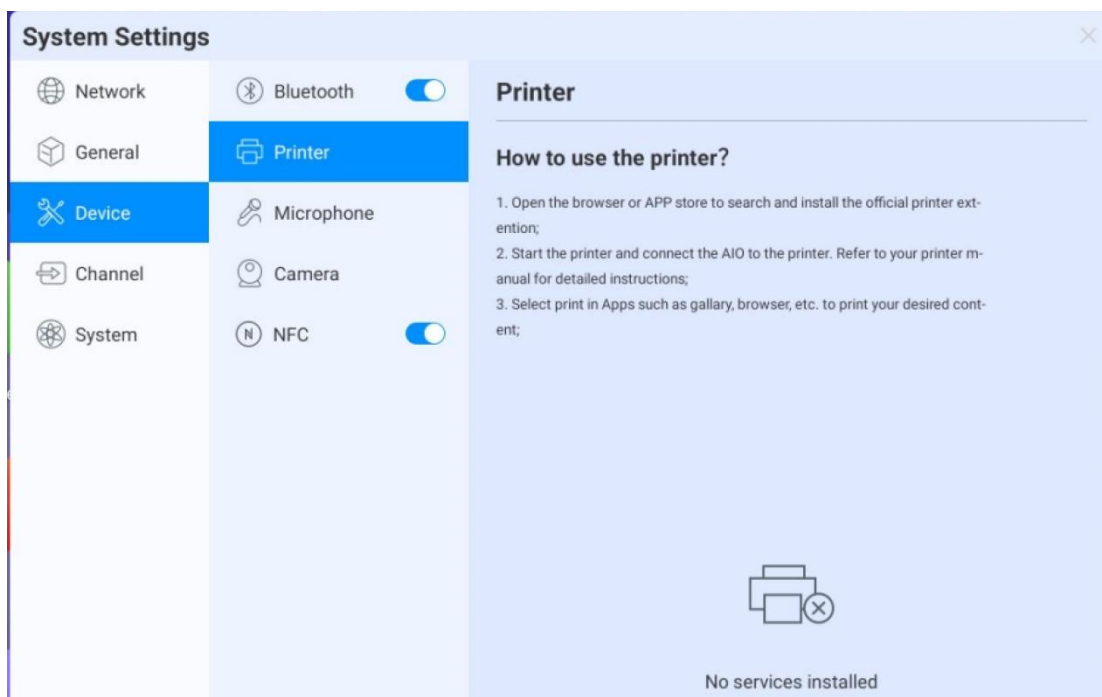 System Settings
Network
General
Device
Channel
System
Bluetooth
Printer
Microphone
Camera
NFC
Printer
How to use the printer?
1. Open the browser or APP store to search and install the official printer ext-
ention;
2. Start the printer and connect the AIO to the printer. Refer to your printer m-
anual for detailed instructions;
3. Select print in Apps such as gallary, browser, etc. to print your desired cont-
ent;
No services installed